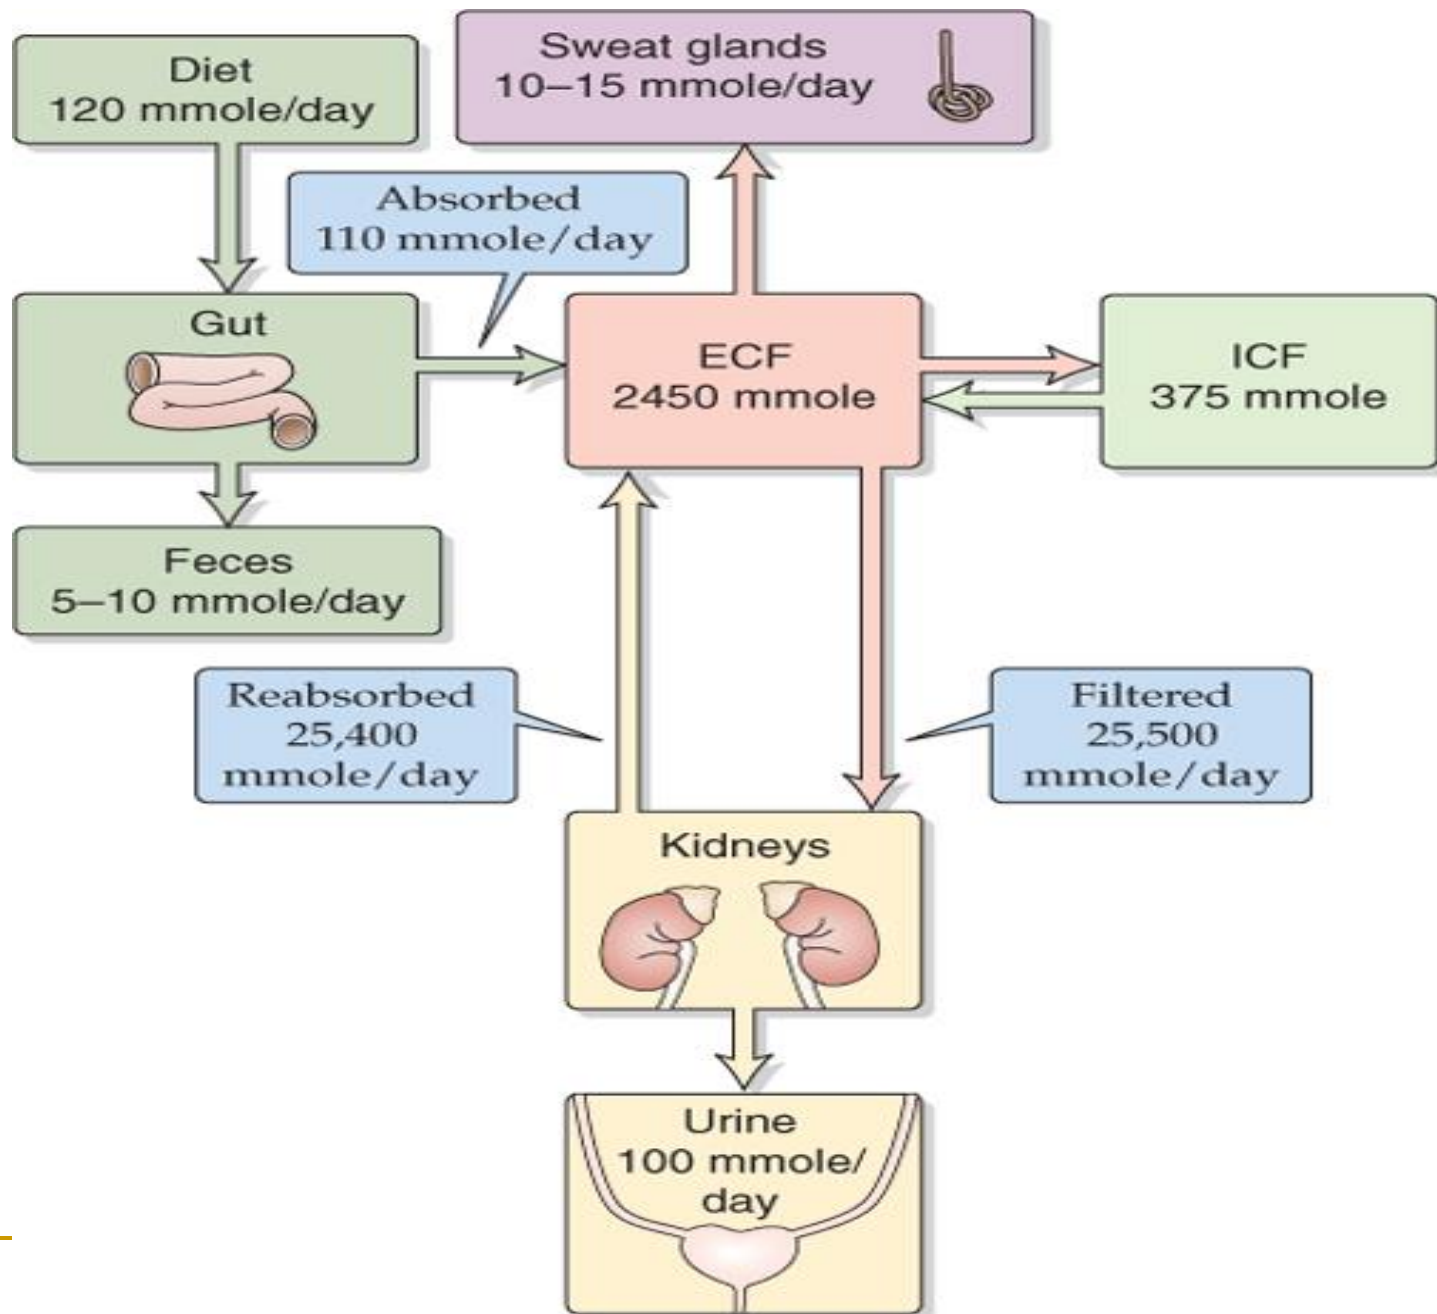 Diet
120 mmole/day
Sweat glands
10–15 mmole/day
Absorbed
110 mmole/day
Gut
ECF
2450 mmole
ICF
375 mmole
Feces
5–10 mmole/day
Reabsorbed
25,400
mmole/day
Filtered
25,500
mmole/day
Kidneys
Urine
100 mmole/
day